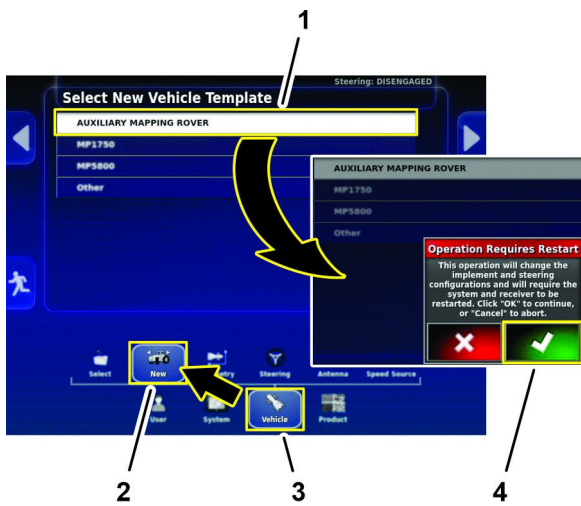 1
Steering: DISENGAGED
Select New Vehicle Template
AUXILIARY MAPPING ROVER
MP1750
MP5800
Other
AUXILIARY MAPPING ROVER
MP1750
MP5800
Other
Operation Requires Restart
This operation will change the
implement and steering
configurations and will require the
system and receiver to be
restarted. Click "OK" to continue,
or "Cancel" to abort.
Select
New
etry
Steering
Antenna
Speed Source
User
System
Vehicle
Product
2
3
4